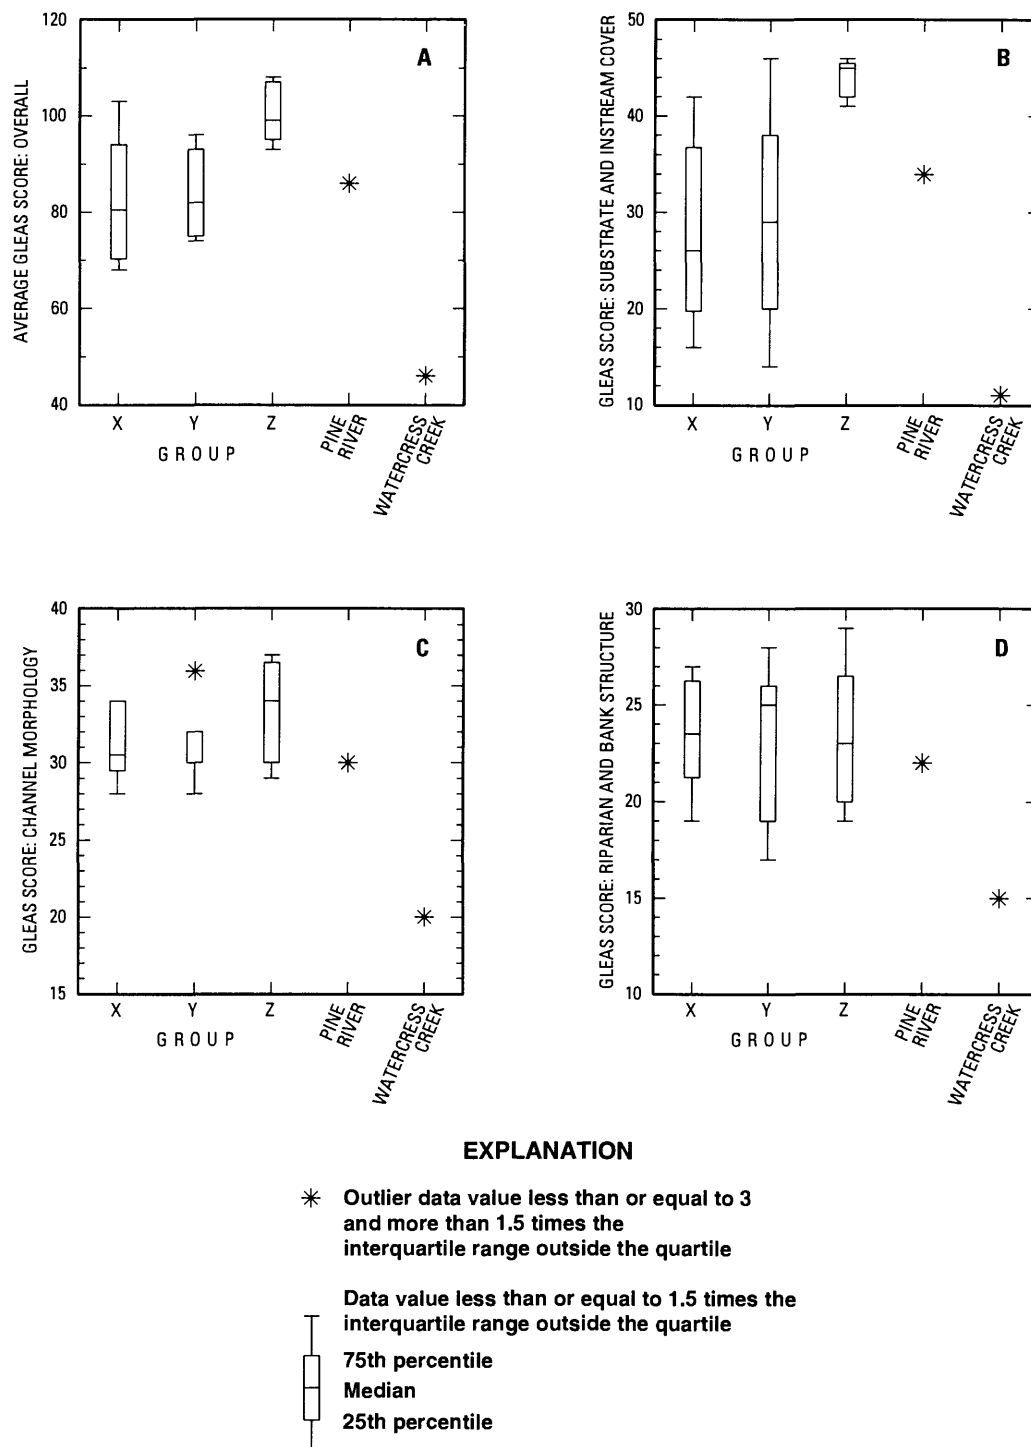 A
AVERAGE GLEAS SCORE: OVERALL
120
100
80
60
40
X Y Z PINE RIVER WATERCRESS CREEK
GROUP
B
GLEAS SCORE: SUBSTRATE AND INSTREAM COVER
50
40
30
20
10
X Y Z PINE RIVER WATERCRESS CREEK
GROUP
C
GLEAS SCORE: CHANNEL MORPHOLOGY
40
35
30
25
20
15
X Y Z PINE RIVER WATERCRESS CREEK
GROUP
D
GLEAS SCORE: RIPARIAN AND BANK STRUCTURE
30
25
20
15
10
X Y Z PINE RIVER WATERCRESS CREEK
GROUP
EXPLANATION
Outlier data value less than or equal to 3
and more than 1.5 times the
interquartile range outside the quartile
Data value less than or equal to 1.5 times the
interquartile range outside the quartile
75th percentile
Median
25th percentile